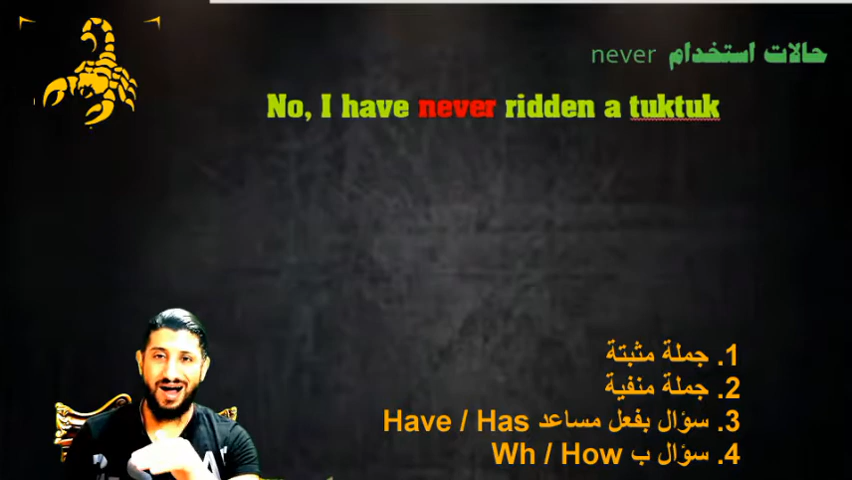 حالات استخدام never
No, I have never ridden a tuktuk
1. جملة مثبتة
2. جملة منفية
3. سؤال بفعل مساعد Have / Has
4. سؤال ب Wh / How